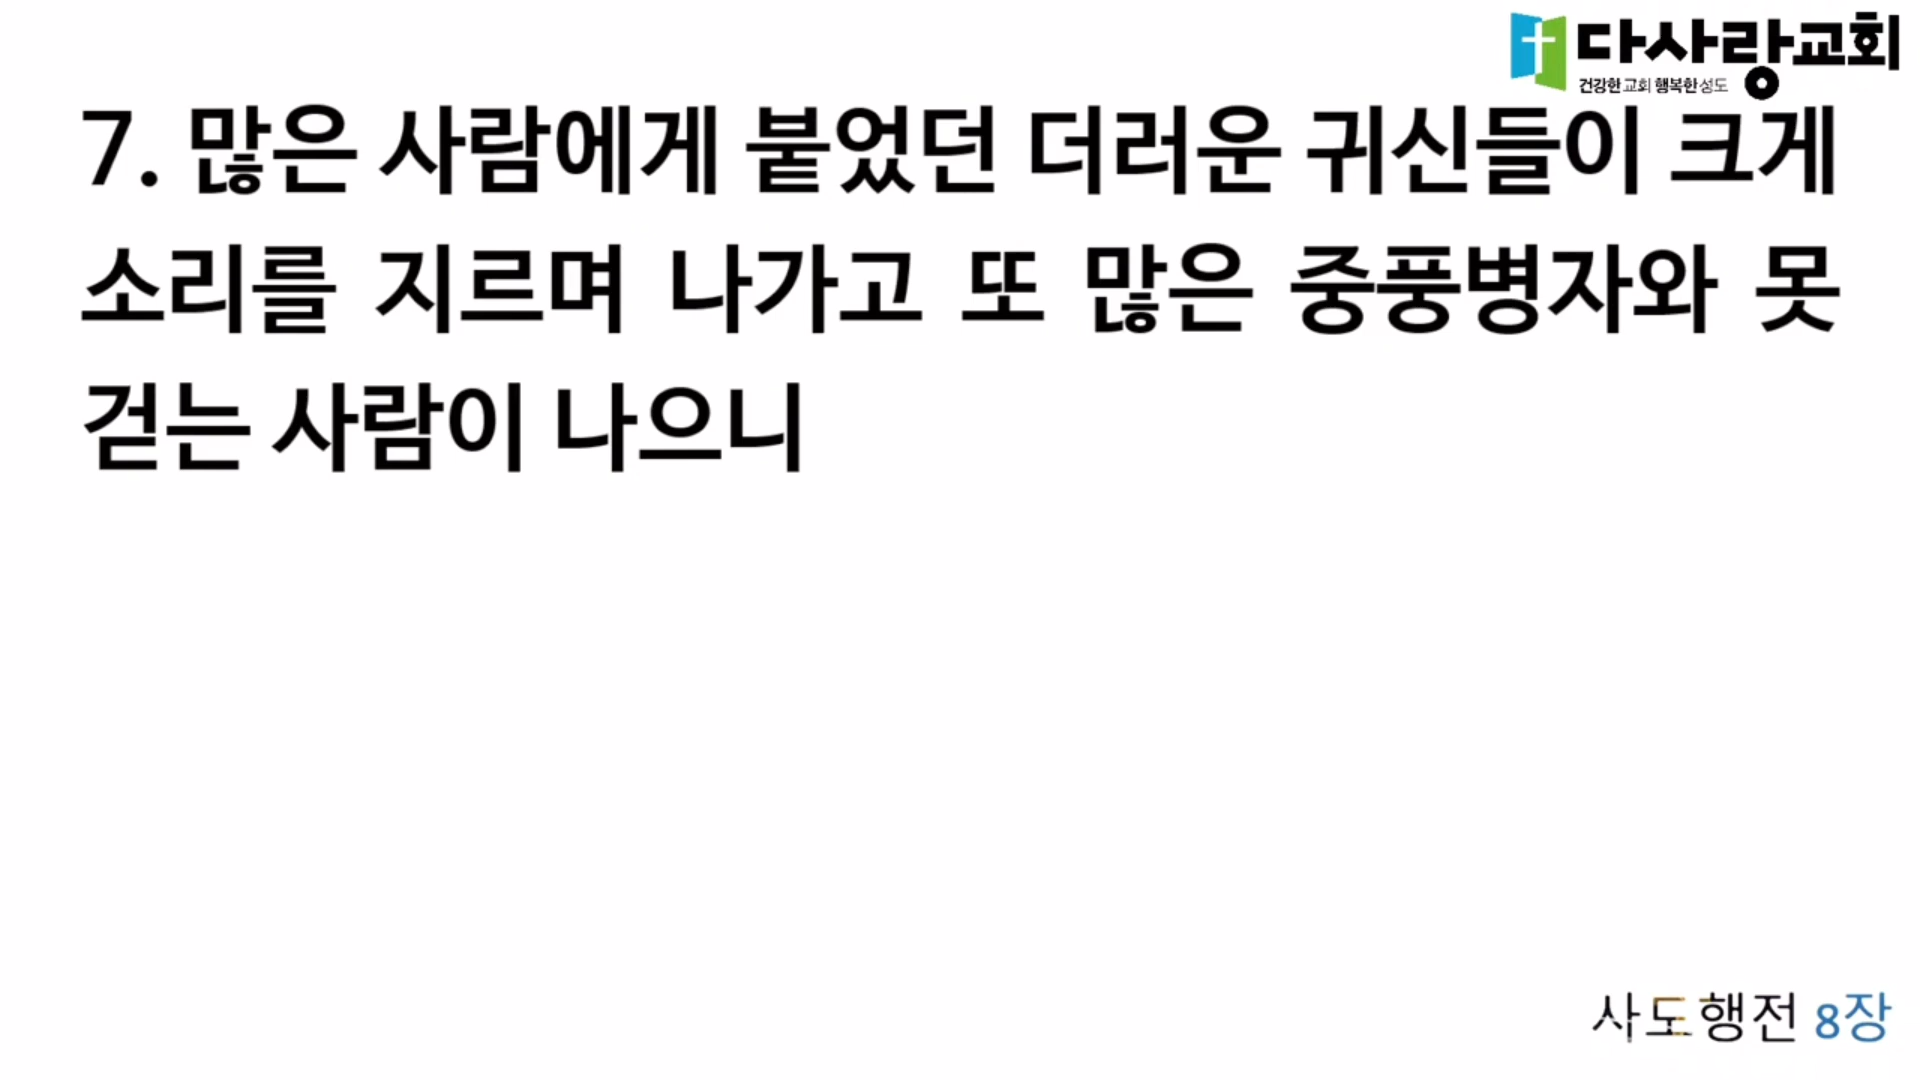 다사랑교회
건강한 교회 행복한 성도
7. 많은 사람에게 붙었던 더러운 귀신들이 크게
소리를 지르며 나가고 또 많은 중풍병자와 못
걷는 사람이 나으니
사도행전 8장